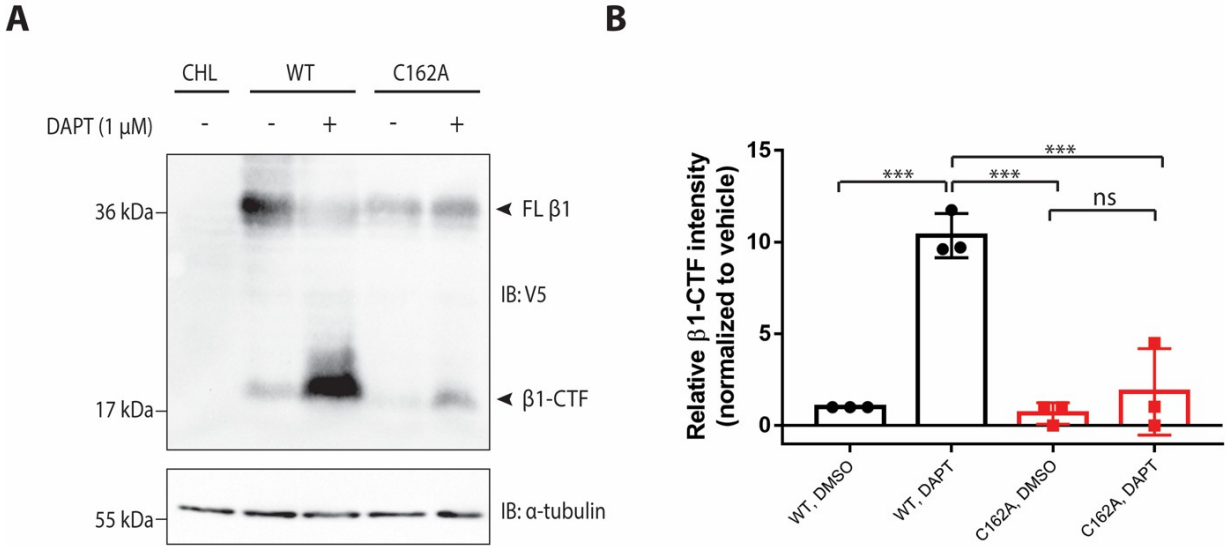 A
CHL WT C162A
DAPT (1 μM) - - + - +
36 kDa
FL β1
IB: V5
17 kDa
β1-CTF
55 kDa
IB: α-tubulin
B
Relative β1-CTF intensity
(normalized to vehicle)
15
10
5
0
***
*** ***
ns
WT, DMSO
WT, DAPT
C162A, DMSO
C162A, DAPT